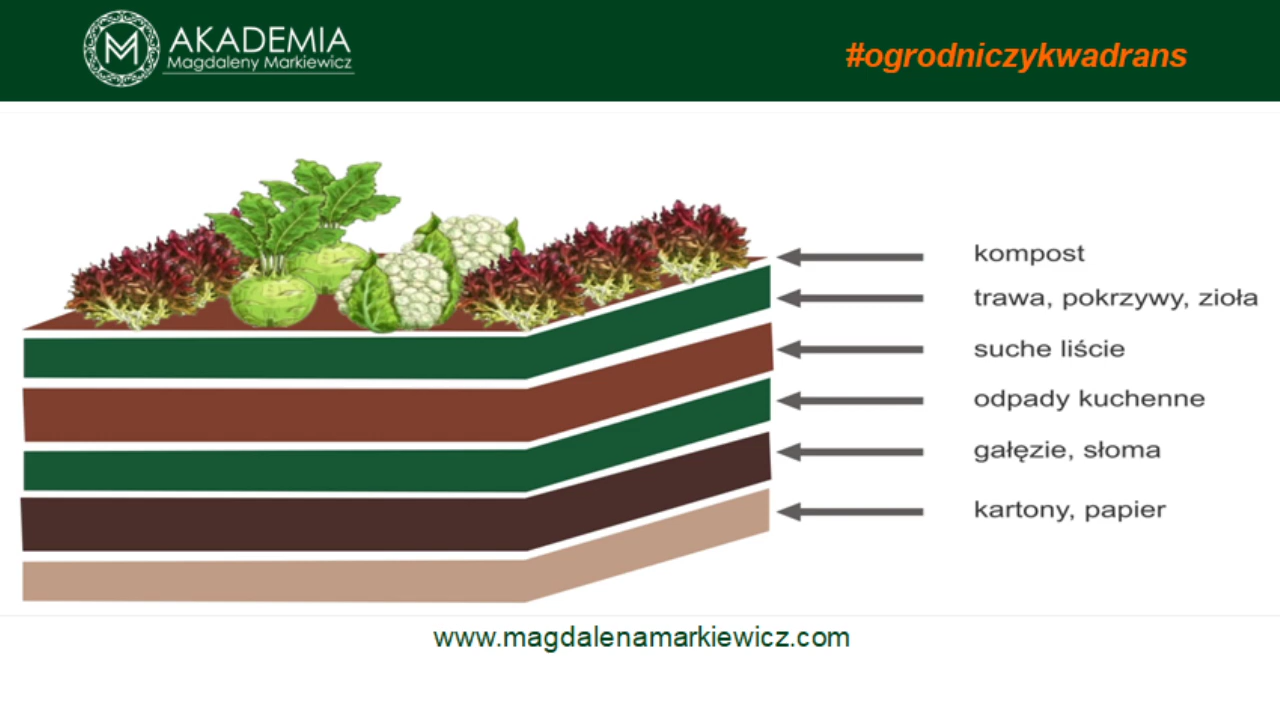 AKADEMIA
Magdaleny Markiewicz
#ogrodniczykwadrans
kompost
trawa, pokrzywy, zioła
suche liście
odpady kuchenne
gałęzie, słoma
kartony, papier
www.magdalenamarkiewicz.com